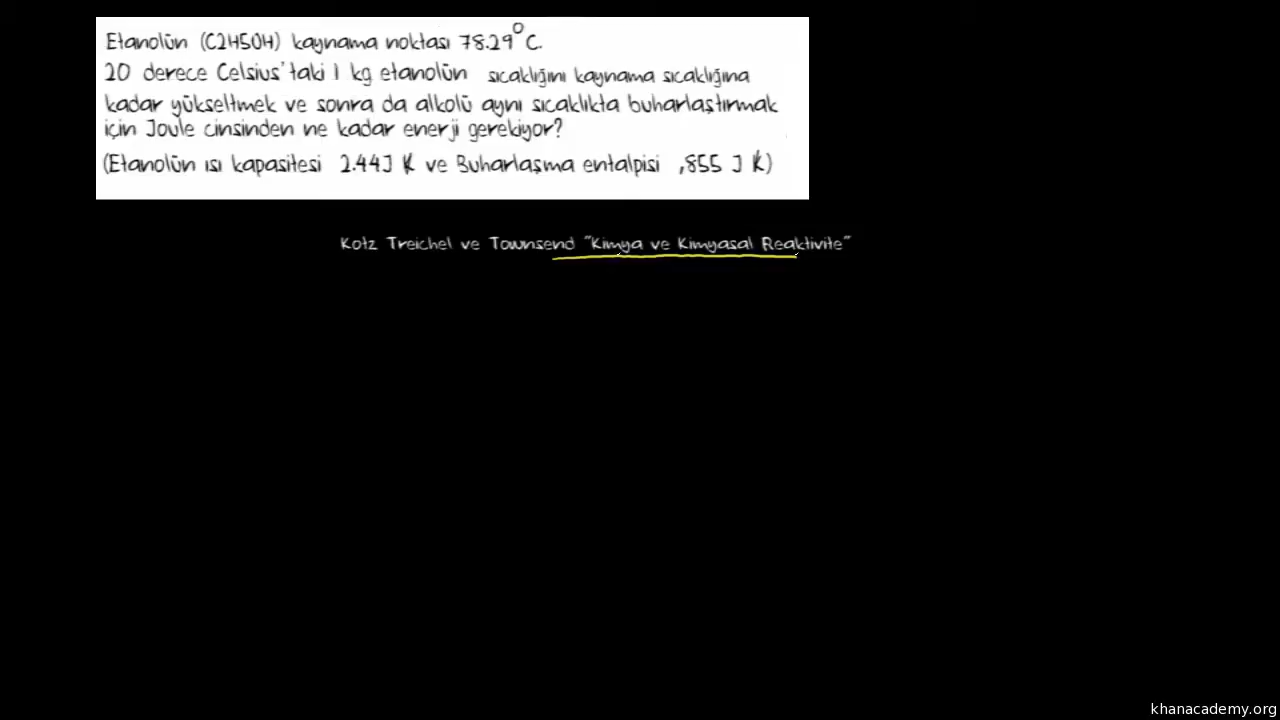 Etanolün (C2H5OH) kaynama noktası 78.29°C.
20 derece Celsius'taki 1 kg etanolün sıcaklığını kaynama sıcaklığına
kadar yükseltmek ve sonra da alkolü aynı sıcaklıkta buharlaştırmak
için Joule cinsinden ne kadar enerji gerekiyor?
(Etanolün ısı kapasitesi 2.44J K ve Buharlaşma entalpisi ,855 J K)
Kotz Treichel ve Townsend "Kimya ve Kimyasal Reaktivite"
khanacademy.org